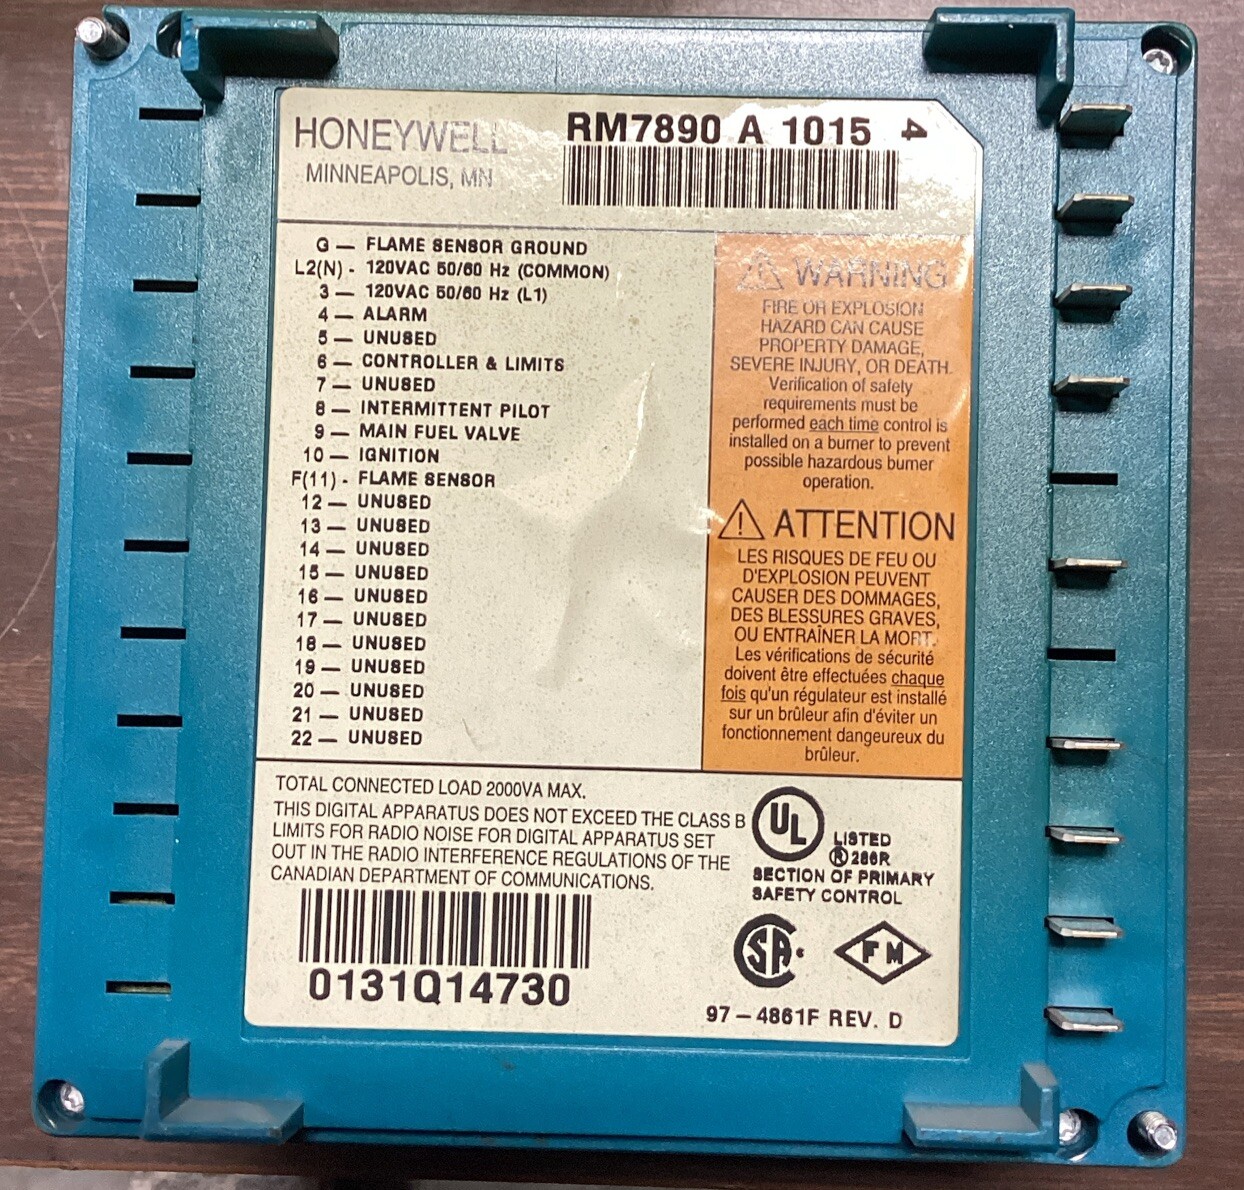 HONEYWELL
MINNEAPOLIS, MN
RM7890 A 1015 4
G — FLAME SENSOR GROUND
L2(N) - 120VAC 50/60 Hz (COMMON)
3 — 120VAC 50/60 Hz (L1)
4 — ALARM
5 — UNUSED
6 — CONTROLLER & LIMITS
7 — UNUSED
8 — INTERMITTENT PILOT
9 — MAIN FUEL VALVE
10 — IGNITION
F(11) - FLAME SENSOR
12 — UNUSED
13 — UNUSED
14 — UNUSED
15 — UNUSED
16 — UNUSED
17 — UNUSED
18 — UNUSED
19 — UNUSED
20 — UNUSED
21 — UNUSED
22 — UNUSED
WARNING
FIRE OR EXPLOSION
HAZARD CAN CAUSE
PROPERTY DAMAGE,
SEVERE INJURY, OR DEATH.
Verification of safety
requirements must be
performed each time control is
installed on a burner to prevent
possible hazardous burner
operation.
ATTENTION
LES RISQUES DE FEU OU
D'EXPLOSION PEUVENT
CAUSER DES DOMMAGES,
DES BLESSURES GRAVES,
OU ENTRAÎNER LA MORT.
Les vérifications de sécurité
doivent être effectuées chaque
fois qu'un régulateur est installé
sur un brûleur afin d'éviter un
fonctionnement dangeureux du
brûleur.
TOTAL CONNECTED LOAD 2000VA MAX.
THIS DIGITAL APPARATUS DOES NOT EXCEED THE CLASS B
LIMITS FOR RADIO NOISE FOR DIGITAL APPARATUS SET
OUT IN THE RADIO INTERFERENCE REGULATIONS OF THE
CANADIAN DEPARTMENT OF COMMUNICATIONS.
UL
LISTED
® 286R
SECTION OF PRIMARY
SAFETY CONTROL
0131Q14730
SA
FM
97-4861F REV. D